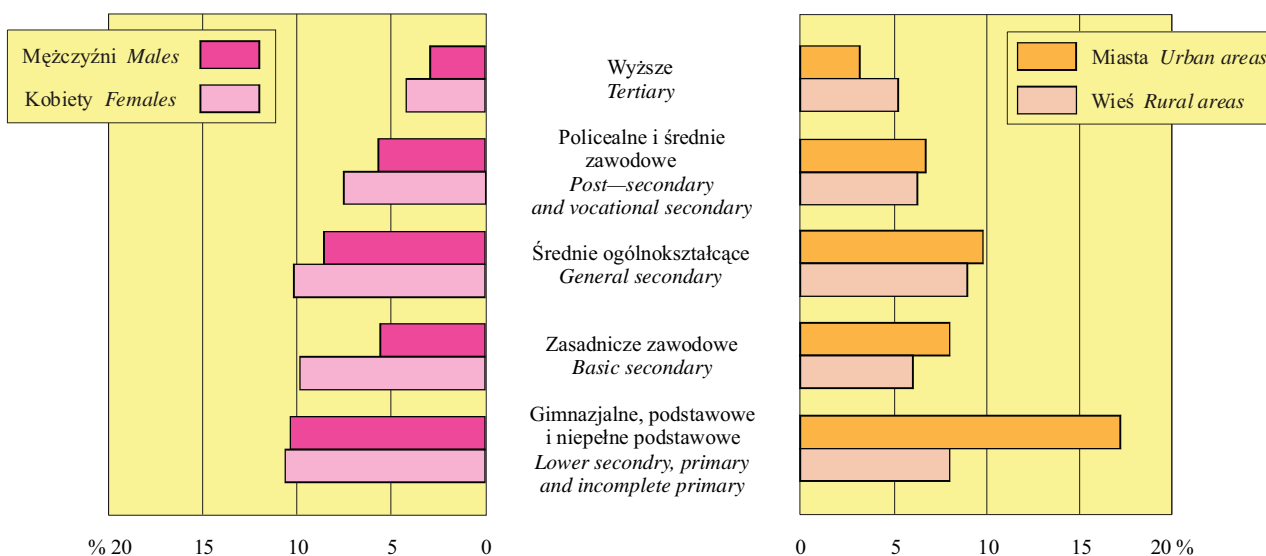 Mężczyźni Males
Kobiety Females
Miasta Urban areas
Wieś Rural areas
Wyższe
Tertiary
Policealne i średnie
zawodowe
Post—secondary
and vocational secondary
Średnie ogólnokształcące
General secondary
Zasadnicze zawodowe
Basic secondary
Gimnazjalne, podstawowe
i niepełne podstawowe
Lower secondry, primary
and incomplete primary
% 20 15 10 5 0
0 5 10 15 20 %